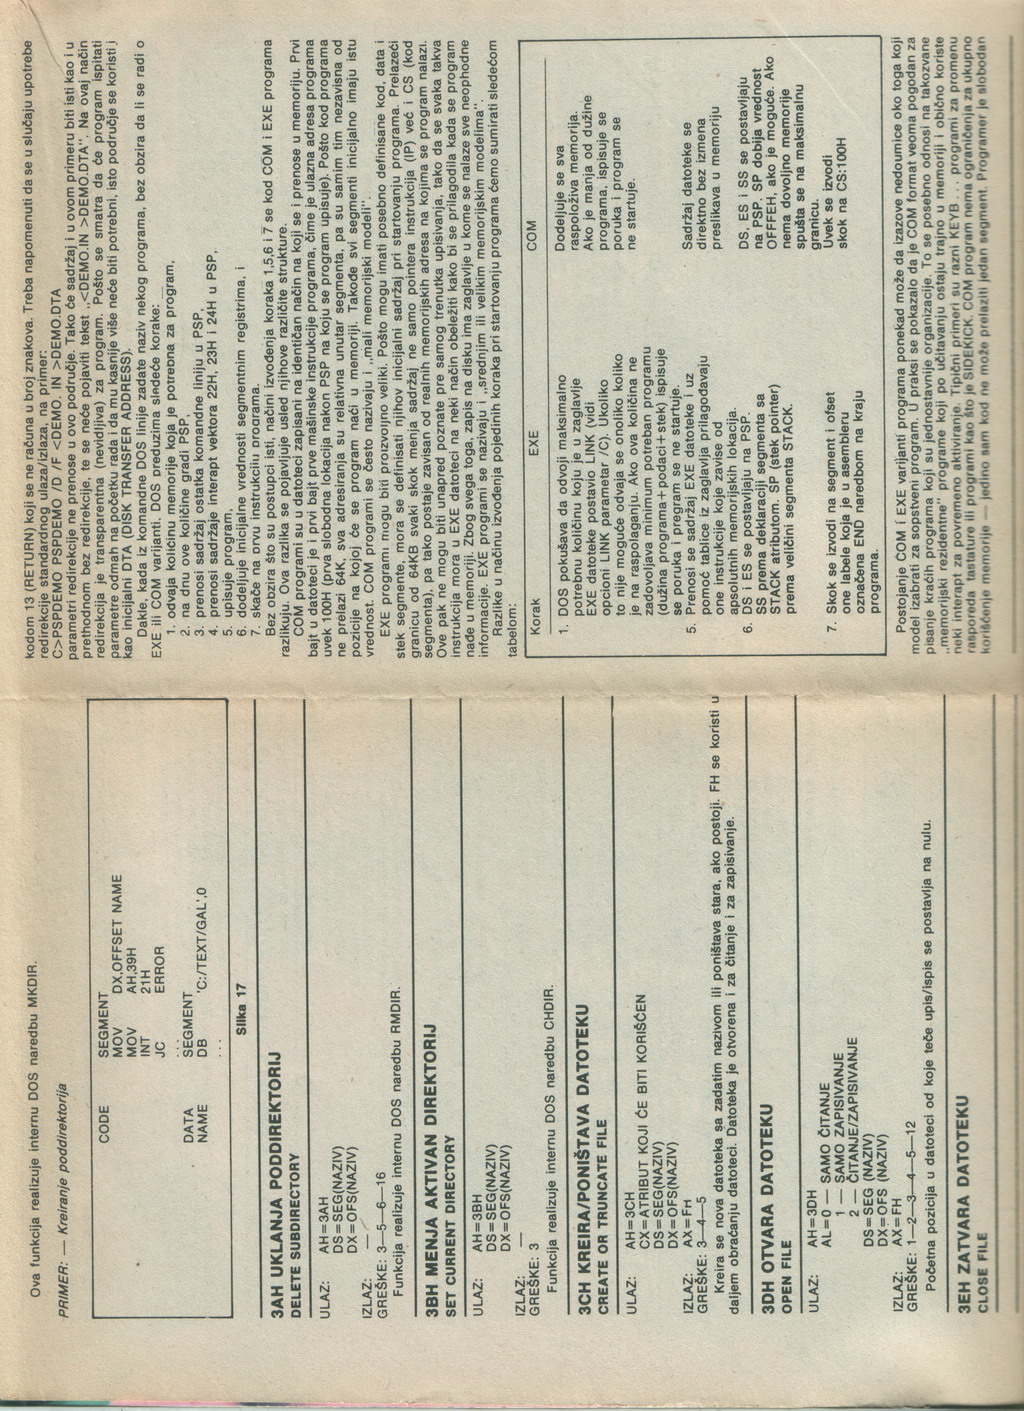 Ova funkcija realizuje internu DOS naredbu MKDIR.
PRIMER: — Kreiranje poddirektorija
CODE SEGMENT
MOV DX,OFFSET NAME
MOV AH,39H
INT 21H
JC ERROR
...
DATA SEGMENT
NAME DB 'C:/TEXT/GAL',0
...
Slika 17
3AH UKLANJA PODDIREKTORIJ
DELETE SUBDIRECTORY
ULAZ: AH=3AH
DS=SEG(NAZIV)
DX=OFS(NAZIV)
IZLAZ: —
GREŠKE: 3—5—6—16
Funkcija realizuje internu DOS naredbu RMDIR.
3BH MENJA AKTIVAN DIREKTORIJ
SET CURRENT DIRECTORY
ULAZ: AH=3BH
DS=SEG(NAZIV)
DX=OFS(NAZIV)
IZLAZ: —
GREŠKE: 3
Funkcija realizuje internu DOS naredbu CHDIR.
3CH KREIRA/PONIŠTAVA DATOTEKU
CREATE OR TRUNCATE FILE
ULAZ: AH=3CH
CX=ATRIBUT KOJI ĆE BITI KORIŠĆEN
DS=SEG(NAZIV)
DX=OFS(NAZIV)
IZLAZ: AX=FH
GREŠKE: 3—4—5
Kreira se nova datoteka sa zadatim nazivom ili poništava stara, ako postoji. FH se koristi u
daljem obraćanju datoteci. Datoteka je otvorena i za čitanje i za zapisivanje.
3DH OTVARA DATOTEKU
OPEN FILE
ULAZ: AH=3DH
AL=0 — SAMO ČITANJE
1 — SAMO ZAPISIVANJE
2 — ČITANJE/ZAPISIVANJE
DS=SEG (NAZIV)
DX=OFS (NAZIV)
IZLAZ: AX=FH
GREŠKE: 1—2—3—4—5—12
Početna pozicija u datoteci od koje teče upis/ispis se postavlja na nulu.
3EH ZATVARA DATOTEKU
CLOSE FILE
kodom 13 (RETURN) koji se ne računa u broj znakova. Treba napomenuti da se u slučaju upotrebe
redirekcije standardnog ulaza/izlaza, na primer:
C>PSPDEMO PSPDEMO /D /F <DEMO. IN >DEMO.DTA
parametri redirekcije ne prenose u ovo područje. Tako će sadržaj i u ovom primeru biti isti kao i u
prethodnom bez redirekcije, te se neće pojaviti tekst „<DEMO.IN >DEMO.DTA". Na ovaj način
redirekcija je transparentna (nevidljiva) za program. Pošto se smatra da će program ispitati
parametre odmah na početku rada i da mu kasnije više neće biti potrebni, isto područje se koristi i
kao inicijalni DTA (DISK TRANSFER ADDRESS).
Dakle, kada iz komandne DOS linije zadate naziv nekog programa, bez obzira da li se radi o
EXE ili COM varijanti. DOS preduzima sledeće korake:
1. odvaja količinu memorije koja je potrebna za program,
2. na dnu ove količine gradi PSP,
3. prenosi sadržaj ostatka komandne liniju u PSP,
4. prenosi sadržaje interapt vektora 22H, 23H i 24H u PSP,
5. upisuje program,
6. dodeljuje inicijalne vrednosti segmentnim registrima, i
7. skače na prvu instrukciju programa.
Bez obzira što su postupci isti, načini izvođenja koraka 1,5,6 i 7 se kod COM i EXE programa
razlikuju. Ova razlika se pojavljuje usled njihove različite strukture.
COM programi su u datoteci zapisani na identičan način na koji se i prenose u memoriju. Prvi
bajt u datoteci je i prvi bajt prve mašinske instrukcije programa, čime je ulazna adresa programa
uvek 100H (prva slobodna lokacija nakon PSP na koju se program upisuje). Pošto kod programa
ne prelazi 64K, sva adresiranja su relativna unutar segmenta, pa su samim tim nezavisna od
pozicije na kojoj će se program naći u memoriji. Takođe svi segmenti inicijalno imaju istu
vrednost. COM programi se često nazivaju i „mali memorijski modeli".
EXE programi mogu biti proizvoljno veliki. Pošto mogu imati posebno definisane kod, data i
stek segmente, mora se definisati njihov inicijalni sadržaj pri startovanju programa. Prelazeći
granicu od 64KB svaki skok menja sadržaj ne samo pointera instrukcija (IP) već i CS (kod
segmenta), pa tako postaje zavisan od realnih memorijskih adresa na kojima se program nalazi.
Ove pak ne mogu biti unapred poznate pre samog trenutka upisivanja, tako da se svaka takva
instrukcija mora u EXE datoteci na neki način obeležiti kako bi se prilagodila kada se program
nađe u memoriji. Zbog svega toga, zapis na disku ima zaglavlje u kome se nalaze sve neophodne
informacije. EXE programi se nazivaju i „srednjim ili velikim memorijskim modelima".
Razlike u načinu izvođenja pojedinih koraka pri startovanju programa ćemo sumirati sledećom
tabelom:
Korak EXE COM
1. DOS pokušava da odvoji maksimalno
potrebnu količinu koju je u zaglavlje
EXE datoteke postavio LINK (vidi
opcioni LINK parametar /C). Ukoliko
to nije moguće odvaja se onoliko koliko
je na raspolaganju. Ako ova količina ne
zadovoljava minimum potreban programu
(dužina programa+podaci+stek) ispisuje
se poruka i pregram se ne startuje.
Dodeljuje se sva
raspoloživa memorija.
Ako je manja od dužine
programa, ispisuje se
poruka i program se
ne startuje.
5. Prenosi se sadržaj EXE datoteke i uz
pomoć tablice iz zaglavlja prilagođavaju
one instrukcije koje zavise od
apsolutnih memorijskih lokacija.
Sadržaj datoteke se
direktno bez izmena
preslikava u memoriju
6. DS i ES se postavljaju na PSP.
SS prema deklaraciji segmenta sa
STACK atributom. SP (stek pointer)
prema veličini segmenta STACK.
DS, ES i SS se postavljaju
na PSP. SP dobija vrednost
OFFFEH, ako je moguće. Ako
nema dovoljno memorije
spušta se na maksimalnu
granicu.
7. Skok se izvodi na segment i ofset
one labele koja je u asembleru
označena END naredbom na kraju
programa.
Uvek se izvodi
skok na CS:100H
Postojanje COM i EXE varijanti programa ponekad može da izazove nedoumice oko toga koji
model izabrati za sopstveni program. U praksi se pokazalo da je COM format veoma pogodan za
pisanje kraćih programa koji su jednostavnije organizacije. To se posebno odnosi na takozvane
„memorijski rezidentne" programe koji po učitavanju ostaju trajno u memoriji i obično koriste
neki interapt za povremeno aktiviranje. Tipični primeri su razni KEYB ... programi za promenu
rasporeda tastature ili programi kao što je SIDEKICK. COM program nema ograničenja za ukupno
korišćenje memorije — jedino sam kod ne može prelaziti jedan segment. Programer je slobodan